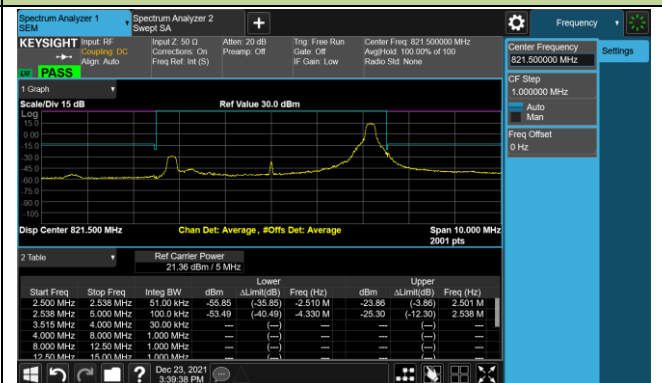 Spectrum Analyzer 1
SEM
Spectrum Analyzer 2
Swept SA
Frequency
KEYSIGHT
Input: RF
Coupling: DC
Align: Auto
Input Z: 50 Ω
Corrections: On
Freq Ref: Int (S)
Atten: 20 dB
Preamp: Off
Trig: Free Run
Gate: Off
IF Gain: Low
Center Freq: 821.500000 MHz
Avg|Hold: 100.00% of 100
Radio Std: None
PASS
Center Frequency
821.500000 MHz
Settings
CF Step
1.000000 MHz
Auto
Man
Freq Offset
0 Hz
1 Graph
Scale/Div 15 dB
Ref Value 30.0 dBm
Log
15.0
0.00
-15.0
-30.0
-45.0
-60.0
-75.0
-90.0
-105
Disp Center 821.500 MHz
Chan Det: Average, #Offs Det: Average
Span 10.000 MHz
2001 pts
2 Table
Ref Carrier Power
21.36 dBm / 5 MHz
Lower Upper
Start Freq Stop Freq Integ BW dBm ΔLimit(dB) Freq (Hz) dBm ΔLimit(dB) Freq (Hz)
2.500 MHz 2.538 MHz 51.00 kHz -55.85 (-35.85) -2.510 M -23.86 (-3.86) 2.501 M
2.538 MHz 5.000 MHz 100.0 kHz -53.49 (-40.49) -4.330 M -25.30 (-12.30) 2.538 M
3.515 MHz 4.000 MHz 30.00 kHz --- (---) --- --- (---) ---
4.000 MHz 8.000 MHz 1.000 MHz --- (---) --- --- (---) ---
8.000 MHz 12.50 MHz 1.000 MHz --- (---) --- --- (---) ---
12.50 MHz 15.00 MHz 1.000 MHz --- (---) --- --- (---) ---
Dec 23, 2021
3:39:38 PM